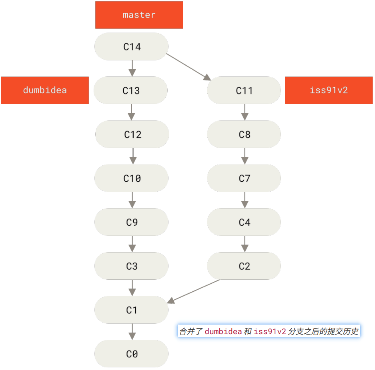 master
C14
dumbidea C13 C11 iss91v2
C12 C8
C10 C7
C9 C4
C3 C2
C1
合并了 dumbidea 和 iss91v2 分支之后的提交历史
C0